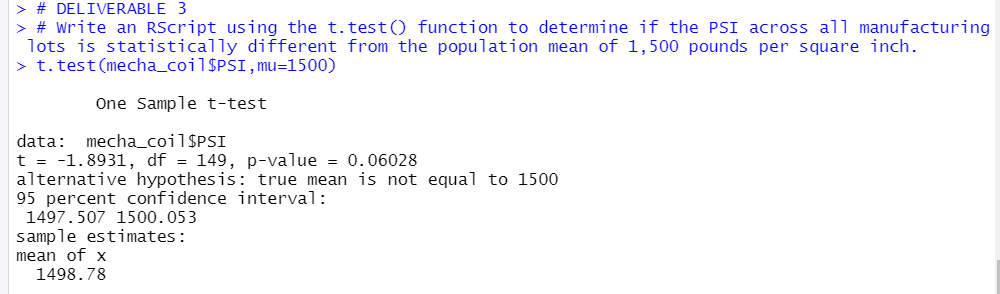 > # DELIVERABLE 3
> # Write an RScript using the t.test() function to determine if the PSI across all manufacturing
lots is statistically different from the population mean of 1,500 pounds per square inch.
> t.test(mecha_coil$PSI,mu=1500)
One Sample t-test
data:  mecha_coil$PSI
t = -1.8931, df = 149, p-value = 0.06028
alternative hypothesis: true mean is not equal to 1500
95 percent confidence interval:
1497.507 1500.053
sample estimates:
mean of x
1498.78